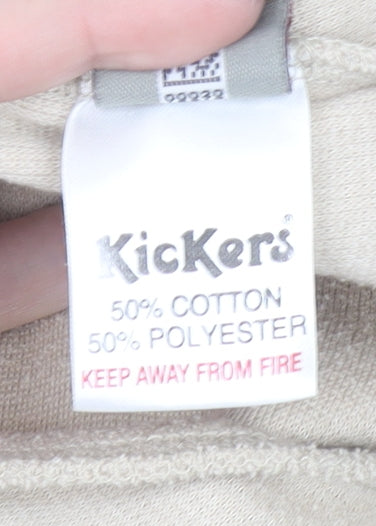 KicKers®
50% COTTON
50% POLYESTER
KEEP AWAY FROM FIRE